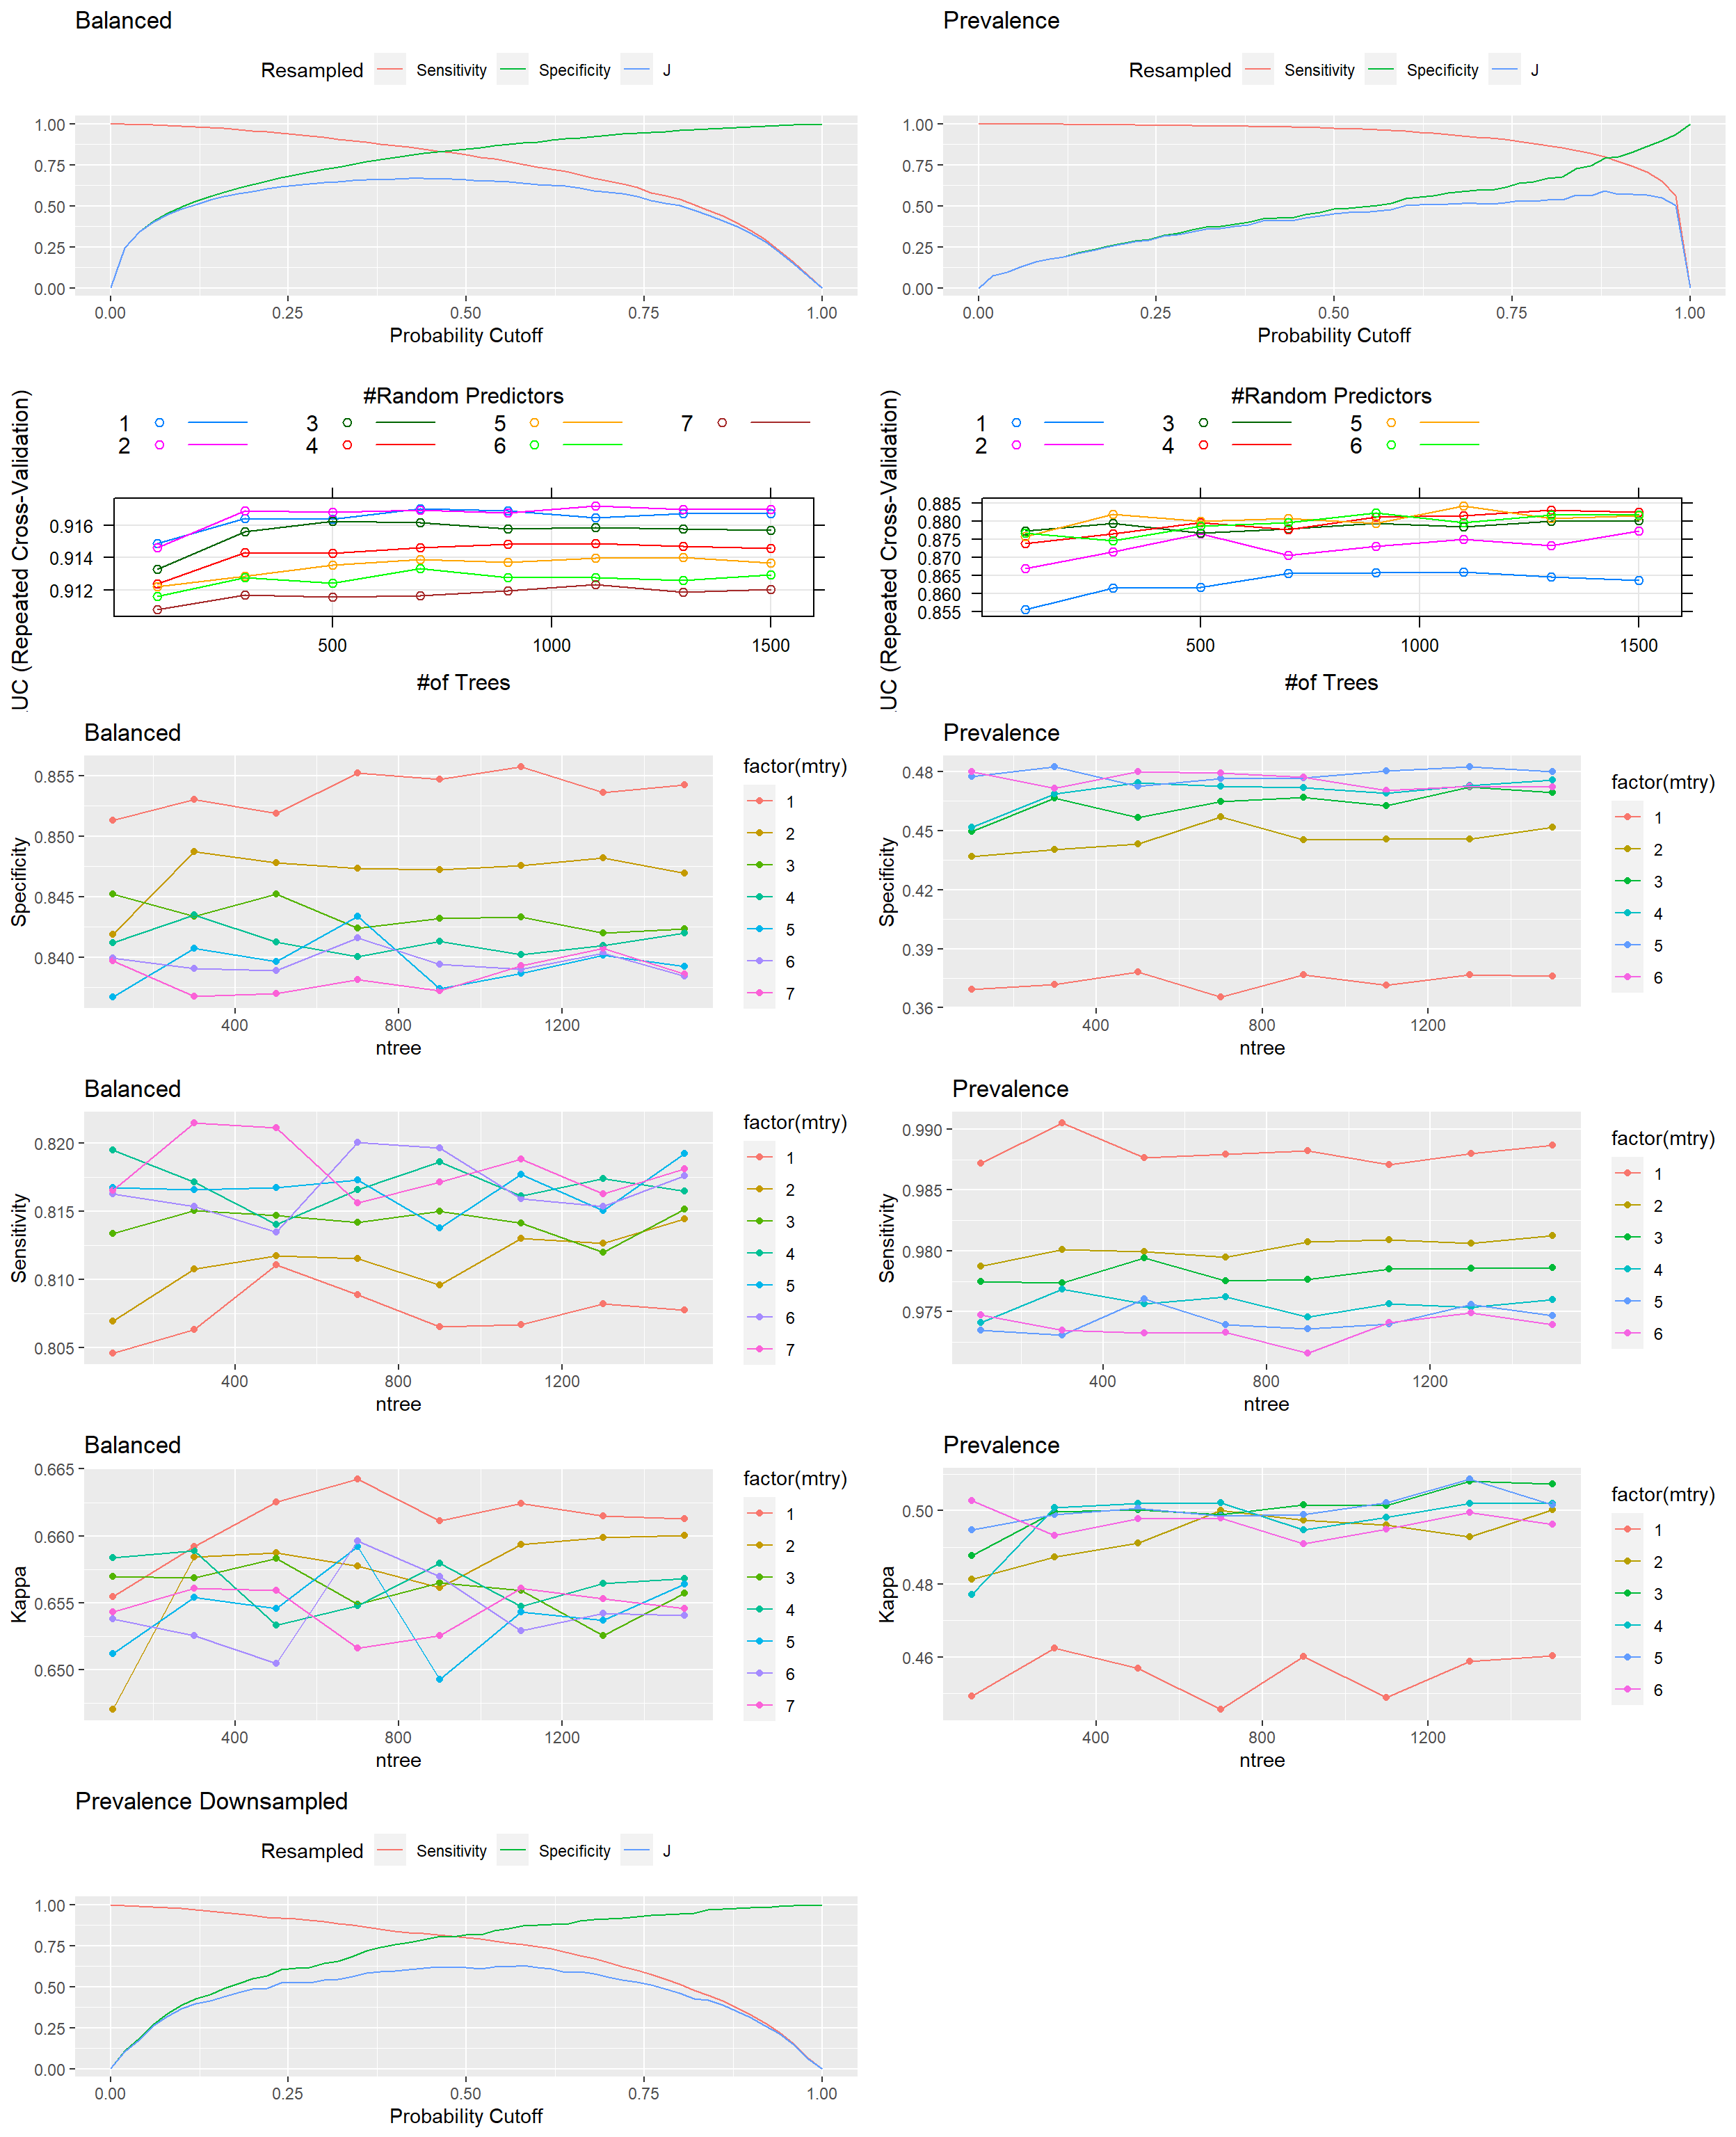 Balanced
Resampled Sensitivity Specificity J
1.00
0.75
0.50
0.25
0.00
0.00 0.25 0.50 0.75 1.00
Probability Cutoff
Prevalence
Resampled Sensitivity Specificity J
1.00
0.75
0.50
0.25
0.00
0.00 0.25 0.50 0.75 1.00
Probability Cutoff
#Random Predictors
1 3 5 7
2 4 6
UC (Repeated Cross-Validation)
0.916
0.914
0.912
500 1000 1500
#of Trees
#Random Predictors
1 3 5
2 4 6
UC (Repeated Cross-Validation)
0.885
0.880
0.875
0.870
0.865
0.860
0.855
500 1000 1500
#of Trees
Balanced
Specificity
0.855
0.850
0.845
0.840
400 800 1200
ntree
factor(mtry)
1
2
3
4
5
6
7
Prevalence
Specificity
0.48
0.45
0.42
0.39
0.36
400 800 1200
ntree
factor(mtry)
1
2
3
4
5
6
Balanced
Sensitivity
0.820
0.815
0.810
0.805
400 800 1200
ntree
factor(mtry)
1
2
3
4
5
6
7
Prevalence
Sensitivity
0.990
0.985
0.980
0.975
400 800 1200
ntree
factor(mtry)
1
2
3
4
5
6
Balanced
Kappa
0.665
0.660
0.655
0.650
400 800 1200
ntree
factor(mtry)
1
2
3
4
5
6
7
Prevalence
Kappa
0.50
0.48
0.46
400 800 1200
ntree
factor(mtry)
1
2
3
4
5
6
Prevalence Downsampled
Resampled Sensitivity Specificity J
1.00
0.75
0.50
0.25
0.00
0.00 0.25 0.50 0.75 1.00
Probability Cutoff